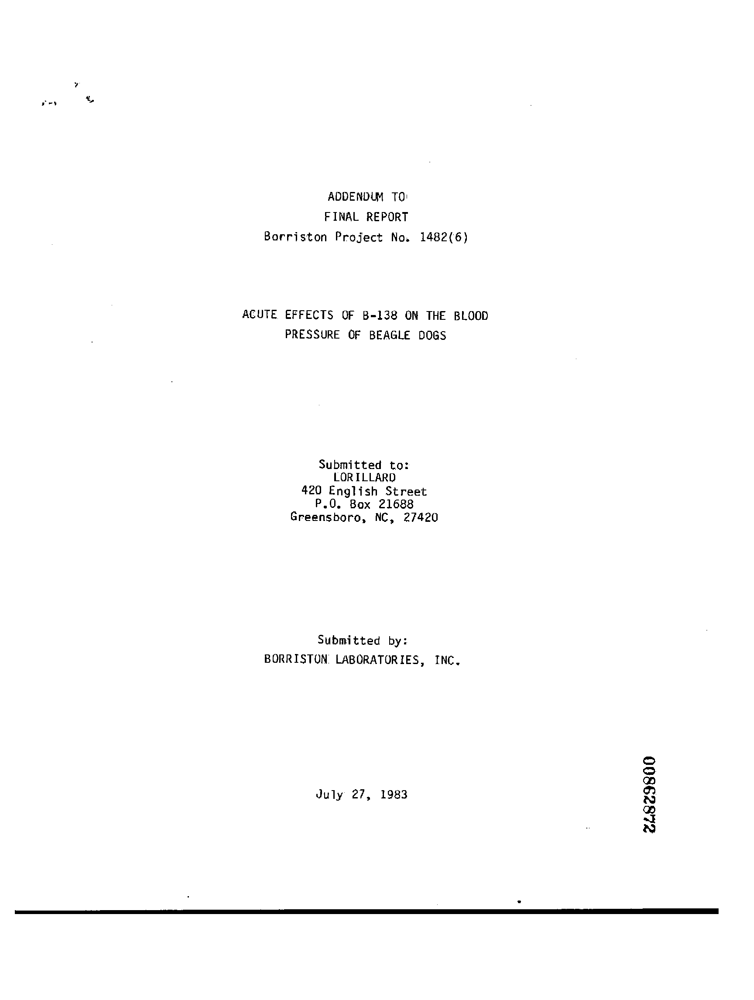 ADDENDUM TO
FINAL REPORT
Borriston Project No. 1482(6)
ACUTE EFFECTS OF B-138 ON THE BLOOD
PRESSURE OF BEAGLE DOGS
Submitted to:
LORILLARD
420 English Street
P.O. Box 21688
Greensboro, NC, 27420
Submitted by:
BORRISTON LABORATORIES, INC.
July 27, 1983
00862872